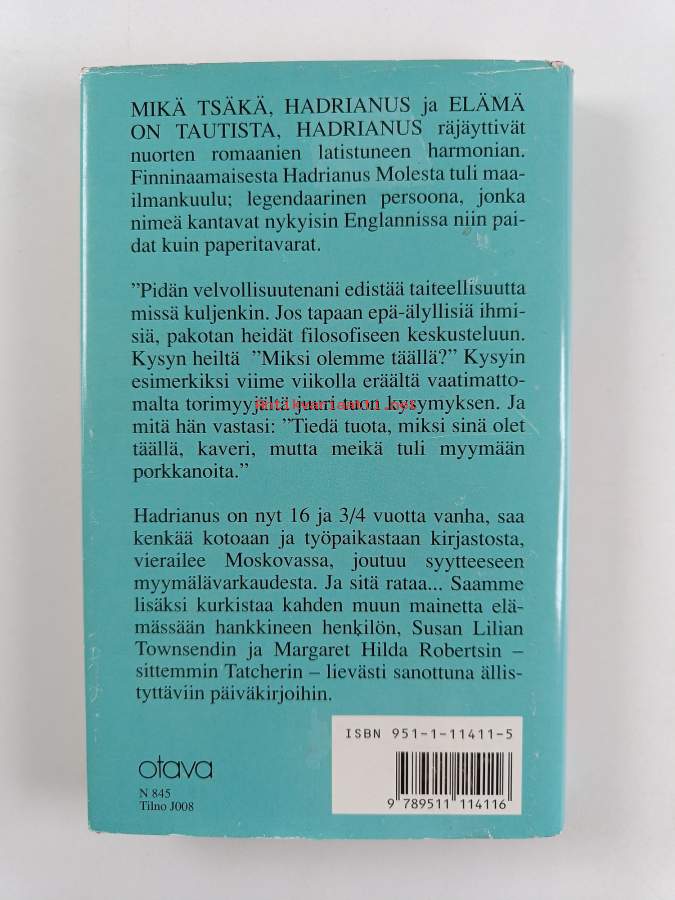 MIKÄ TSÄKÄ, HADRIANUS ja ELÄMÄ
ON TAUTISTA, HADRIANUS räjäyttivät
nuorten romaanien latistuneen harmonian.
Finninaamaisesta Hadrianus Molesta tuli maa-
ilmankuulu; legendaarinen persoona, jonka
nimeä kantavat nykyisin Englannissa niin pai-
dat kuin paperitavarat.
”Pidän velvollisuutenani edistää taiteellisuutta
missä kuljenkin. Jos tapaan epä-älyllisiä ihmi-
siä, pakotan heidät filosofiseen keskusteluun.
Kysyn heiltä ”Miksi olemme täällä?” Kysyin
esimerkiksi viime viikolla eräältä vaatimatto-
malta torimyyjältä juuri tuon kysymyksen. Ja
Antikvariaatti.net
mitä hän vastasi: ”Tiedä tuota, miksi sinä olet
täällä, kaveri, mutta meikä tuli myymään
porkkanoita.”
Hadrianus on nyt 16 ja 3/4 vuotta vanha, saa
kenkää kotoaan ja työpaikastaan kirjastosta,
vierailee Moskovassa, joutuu syytteeseen
myymälävarkaudesta. Ja sitä rataa... Saamme
lisäksi kurkistaa kahden muun mainetta elä-
mässään hankkineen henkilön, Susan Lilian
Townsendin ja Margaret Hilda Robertsin –
sittemmin Tatcherin – lievästi sanottuna ällis-
tyttäviin päiväkirjoihin.
ISBN 951-1-11411-5
9 789511 114116
otava
N 845
Tilno J008